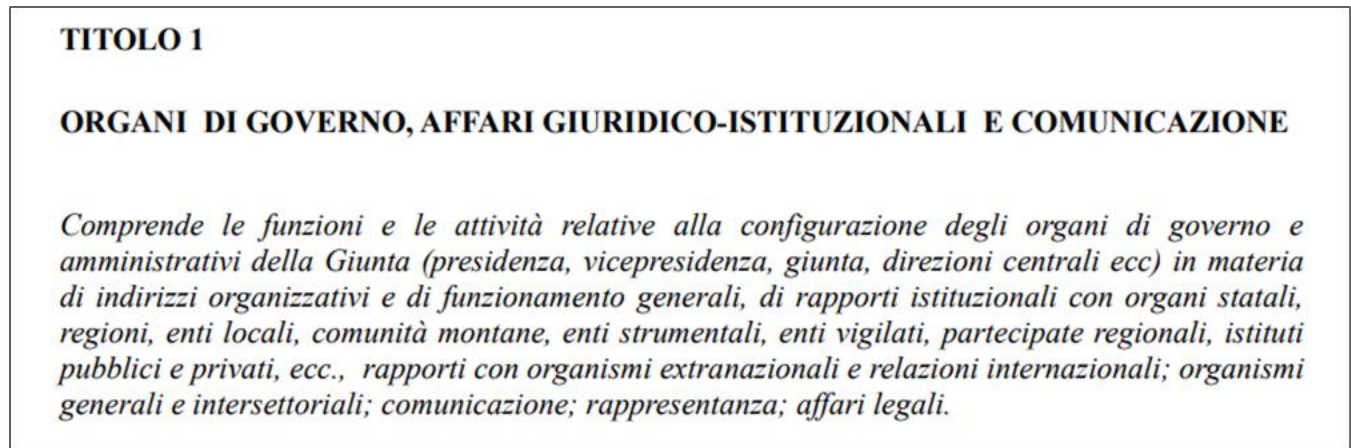 TITOLO 1
ORGANI DI GOVERNO, AFFARI GIURIDICO-ISTITUZIONALI E COMUNICAZIONE
Comprende le funzioni e le attività relative alla configurazione degli organi di governo e
amministrativi della Giunta (presidenza, vicepresidenza, giunta, direzioni centrali ecc) in materia
di indirizzi organizzativi e di funzionamento generali, di rapporti istituzionali con organi statali,
regioni, enti locali, comunità montane, enti strumentali, enti vigilati, partecipate regionali, istituti
pubblici e privati, ecc., rapporti con organismi extranazionali e relazioni internazionali; organismi
generali e intersettoriali; comunicazione; rappresentanza; affari legali.